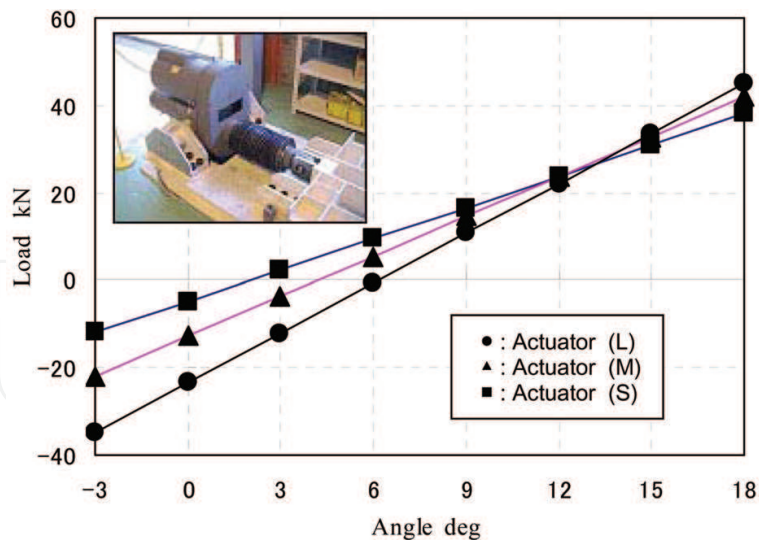 60
40
20
0
−20
−40
Load kN
−3 0 3 6 9 12 15 18
Angle deg
●: Actuator (L)
▲: Actuator (M)
■: Actuator (S)